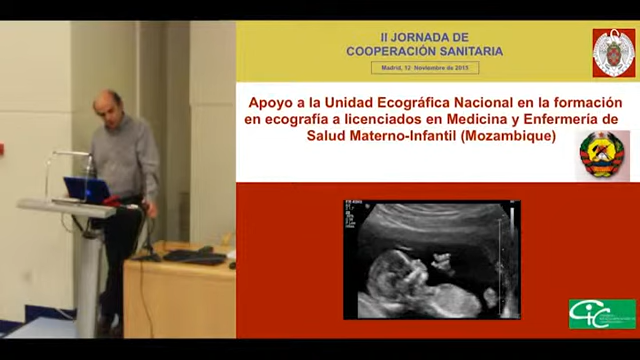 II JORNADA DE
COOPERACIÓN SANITARIA
Madrid, 12 Noviembre de 2015
Apoyo a la Unidad Ecográfica Nacional en la formación
en ecografía a licenciados en Medicina y Enfermería de
Salud Materno-Infantil (Mozambique)